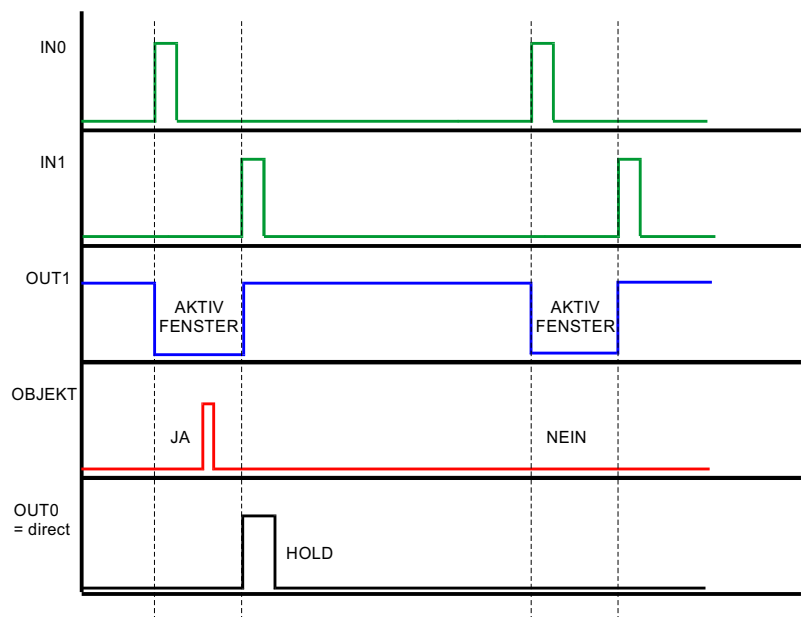 IN0
IN1
OUT1
AKTIV
FENSTER
AKTIV
FENSTER
OBJEKT
JA
NEIN
OUT0
= direct
HOLD